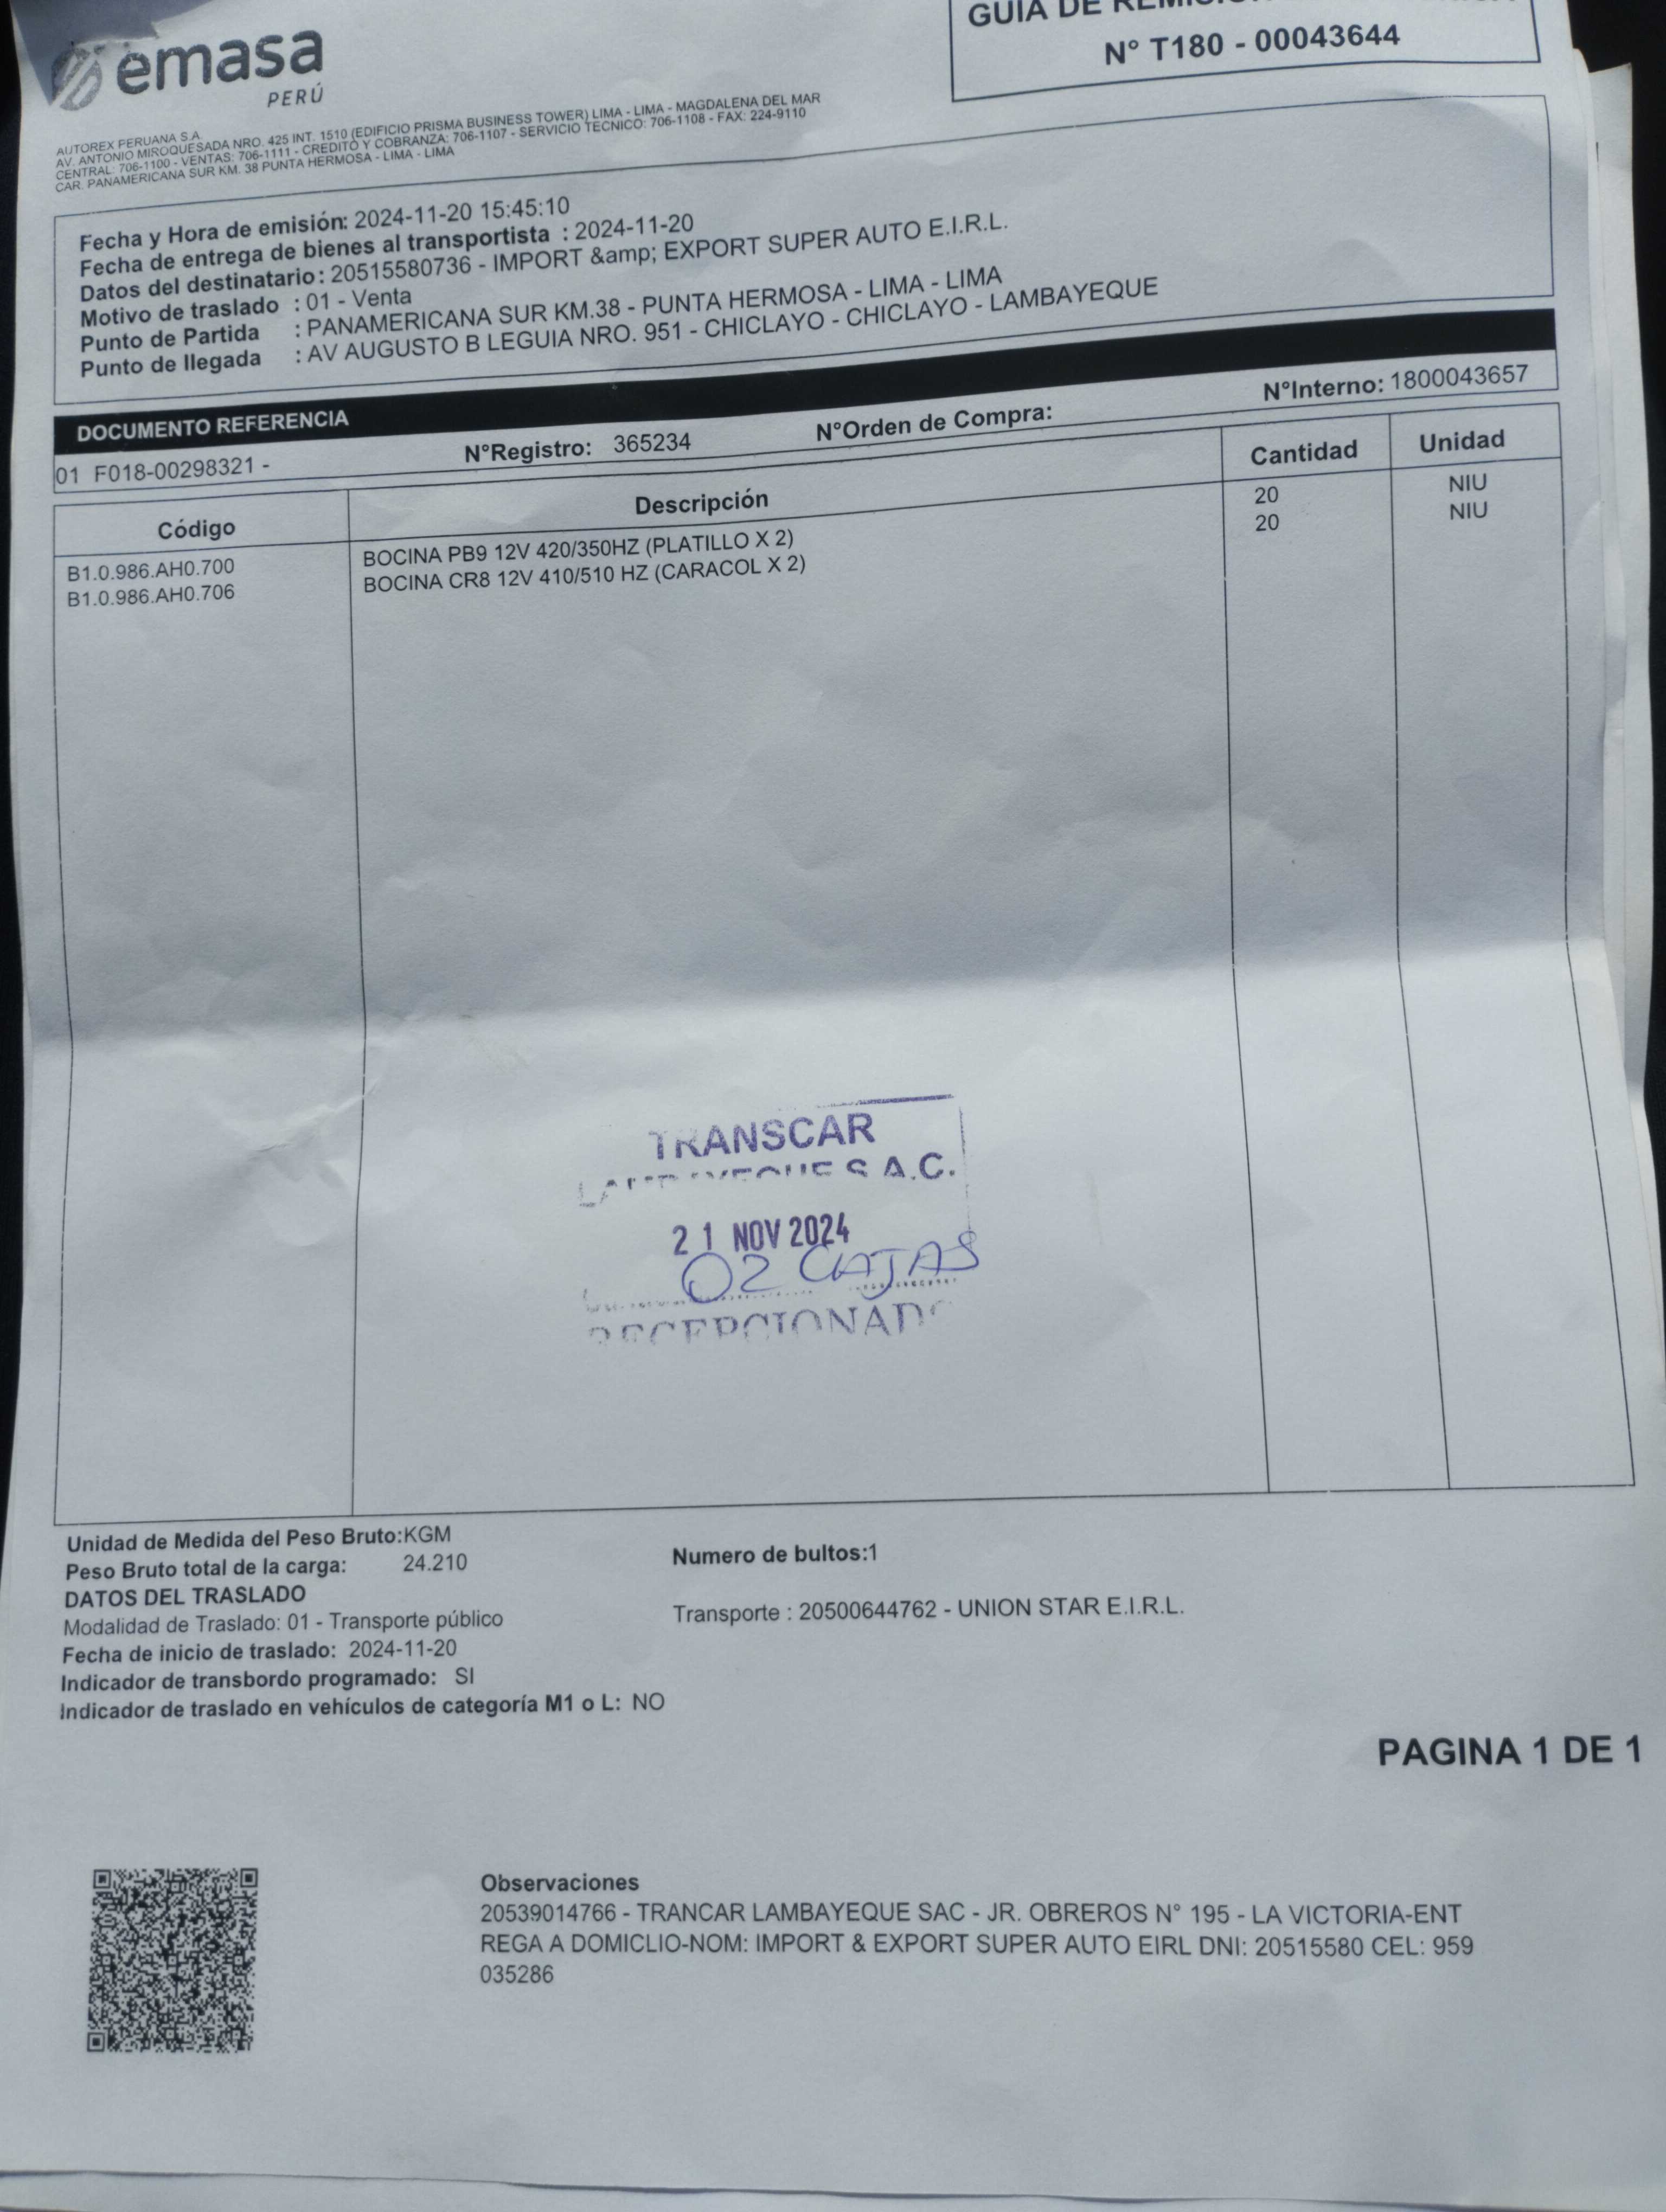 emasa
PERÚ
GUIA DE
N° T180 - 00043644
AUTOREX PERUANA S.A.
AV. ANTONIO MIROQUESADA NRO. 425 INT. 1510 (EDIFICIO PRISMA BUSINESS TOWER) LIMA - LIMA - MAGDALENA DEL MAR
CENTRAL: 706-1100 - VENTAS: 706-1111 - CREDITO Y COBRANZA: 706-1107 - SERVICIO TECNICO: 706-1108 - FAX: 224-9110
CAR. PANAMERICANA SUR KM. 38 PUNTA HERMOSA - LIMA - LIMA
Fecha y Hora de emisión: 2024-11-20 15:45:10
Fecha de entrega de bienes al transportista : 2024-11-20
Datos del destinatario: 20515580736 - IMPORT &amp; EXPORT SUPER AUTO E.I.R.L.
Motivo de traslado : 01 - Venta
Punto de Partida : PANAMERICANA SUR KM.38 - PUNTA HERMOSA - LIMA - LIMA
Punto de llegada : AV AUGUSTO B LEGUIA NRO. 951 - CHICLAYO - CHICLAYO - LAMBAYEQUE
DOCUMENTO REFERENCIA
01 F018-00298321 - N°Registro: 365234 N°Orden de Compra: N°Interno: 1800043657
Código Descripción Cantidad Unidad
B1.0.986.AH0.700 BOCINA PB9 12V 420/350HZ (PLATILLO X 2) 20 NIU
B1.0.986.AH0.706 BOCINA CR8 12V 410/510 HZ (CARACOL X 2) 20 NIU
TRANSCAR
LAMBAYEQUE S.A.C.
21 NOV 2024
02 CAJAS
RECEPCIONADO
Unidad de Medida del Peso Bruto:KGM
Peso Bruto total de la carga: 24.210 Numero de bultos:1
DATOS DEL TRASLADO
Modalidad de Traslado: 01 - Transporte público Transporte : 20500644762 - UNION STAR E.I.R.L.
Fecha de inicio de traslado: 2024-11-20
Indicador de transbordo programado: SI
Indicador de traslado en vehículos de categoría M1 o L: NO
PAGINA 1 DE 1
Observaciones
20539014766 - TRANCAR LAMBAYEQUE SAC - JR. OBREROS N° 195 - LA VICTORIA-ENT
REGA A DOMICLIO-NOM: IMPORT & EXPORT SUPER AUTO EIRL DNI: 20515580 CEL: 959
035286